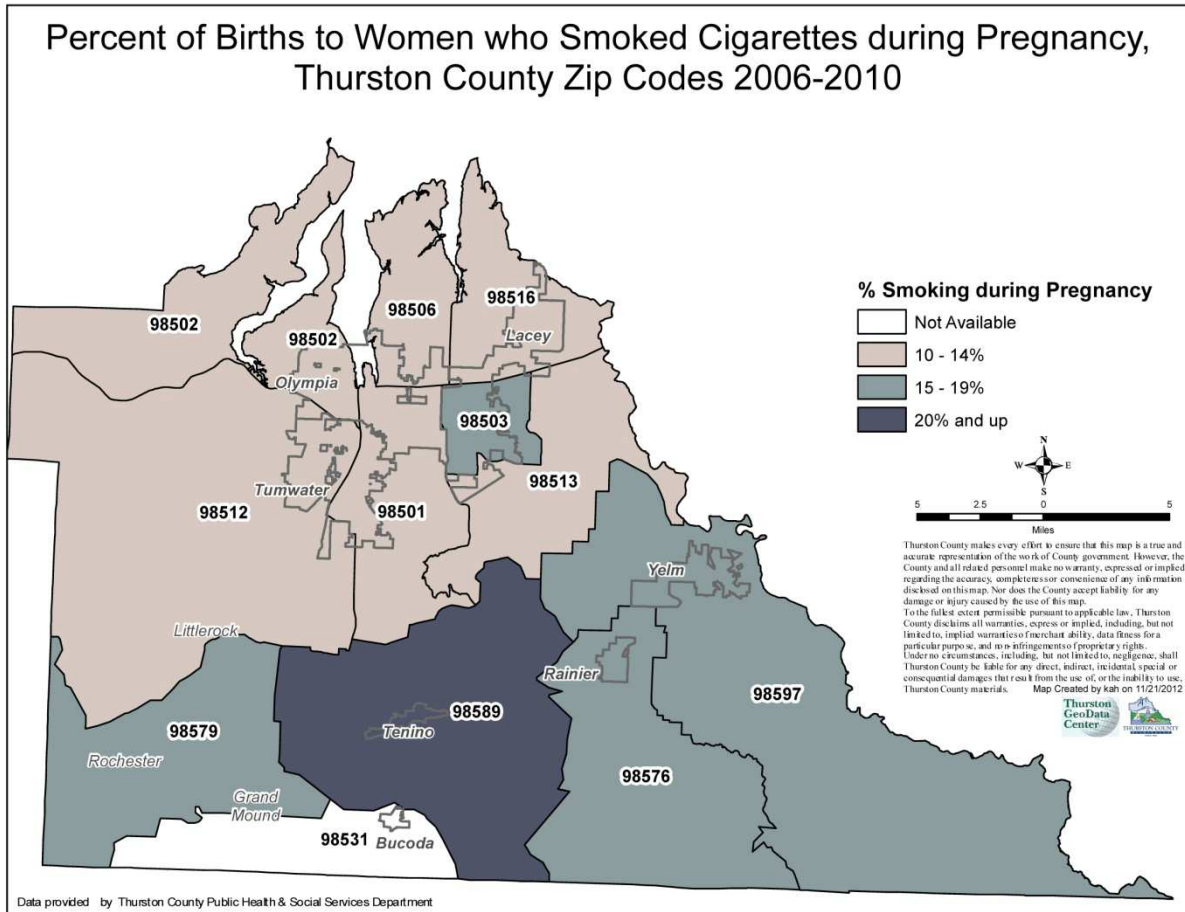 Percent of Births to Women who Smoked Cigarettes during Pregnancy,
Thurston County Zip Codes 2006-2010
98502
98502
98506
98516
Lacey
Olympia
98503
98513
Tumwater
98512
98501
Yelm
Littlerock
Rainier
98597
98589
Tenino
98579
Rochester
98576
Grand
Mound
98531
Bucoda
% Smoking during Pregnancy
Not Available
10 - 14%
15 - 19%
20% and up
N
W E
S
5 2.5 0 5
Miles
Thurston County makes every effort to ensure that this map is a true and
accurate representation of the work of County government. However, the
County and all related personnel make no warranty, expressed or implied
regarding the accuracy, completeness or convenience of any information
disclosed on this map. Nor does the County accept liability for any
damage or injury caused by the use of this map.
To the fullest extent permissible pursuant to applicable law, Thurston
County disclaims all warranties, express or implied, including, but not
limited to, implied warranties of merchant ability, data fitness for a
particular purpose, and non-infringements of proprietary rights.
Under no circumstances, including, but not limited to, negligence, shall
Thurston County be liable for any direct, indirect, incidental, special or
consequential damages that result from the use of, or the inability to use,
Thurston County materials. Map Created by kah on 11/21/2012
Thurston
GeoData
Center
THURSTON COUNTY
Data provided by Thurston County Public Health & Social Services Department